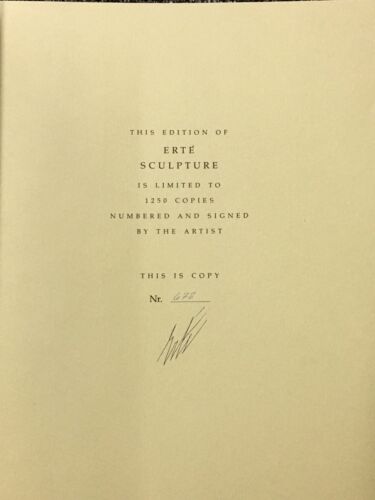 THIS EDITION OF
ERTÉ
SCULPTURE
IS LIMITED TO
1250 COPIES
NUMBERED AND SIGNED
BY THE ARTIST
THIS IS COPY
Nr.